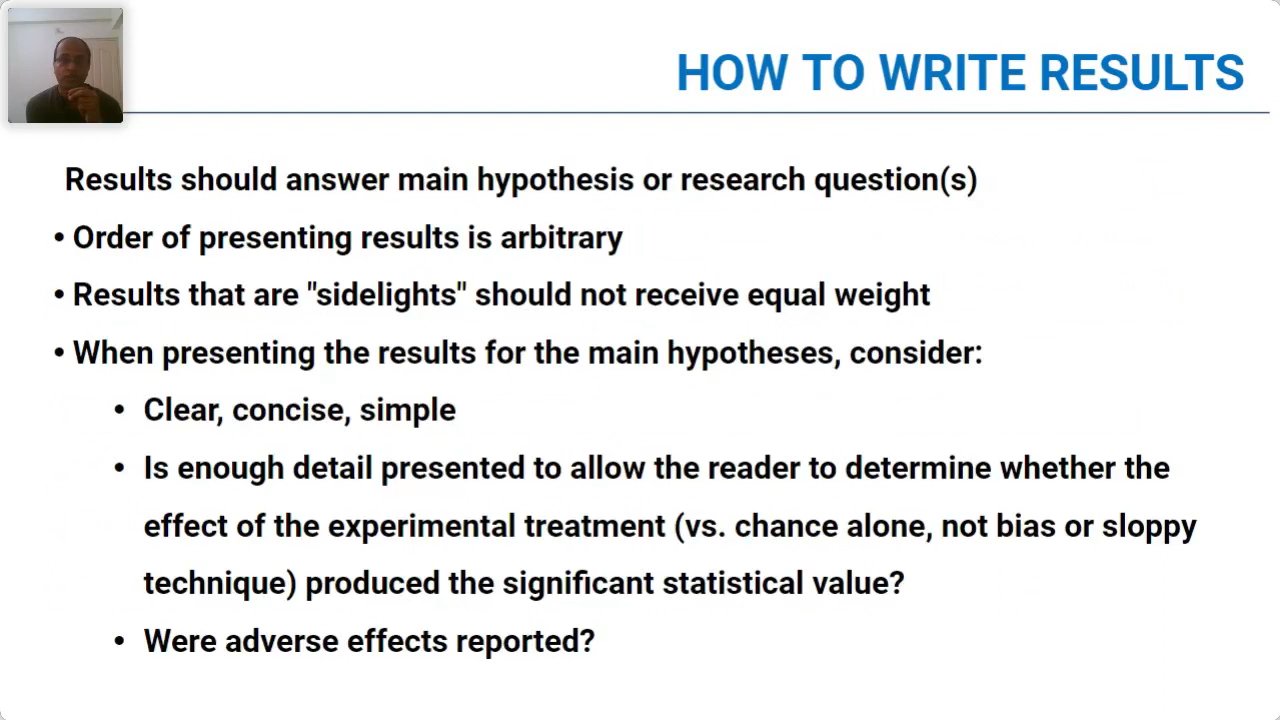 HOW TO WRITE RESULTS
Results should answer main hypothesis or research question(s)
• Order of presenting results is arbitrary
• Results that are "sidelights" should not receive equal weight
• When presenting the results for the main hypotheses, consider:
• Clear, concise, simple
• Is enough detail presented to allow the reader to determine whether the
effect of the experimental treatment (vs. chance alone, not bias or sloppy
technique) produced the significant statistical value?
• Were adverse effects reported?